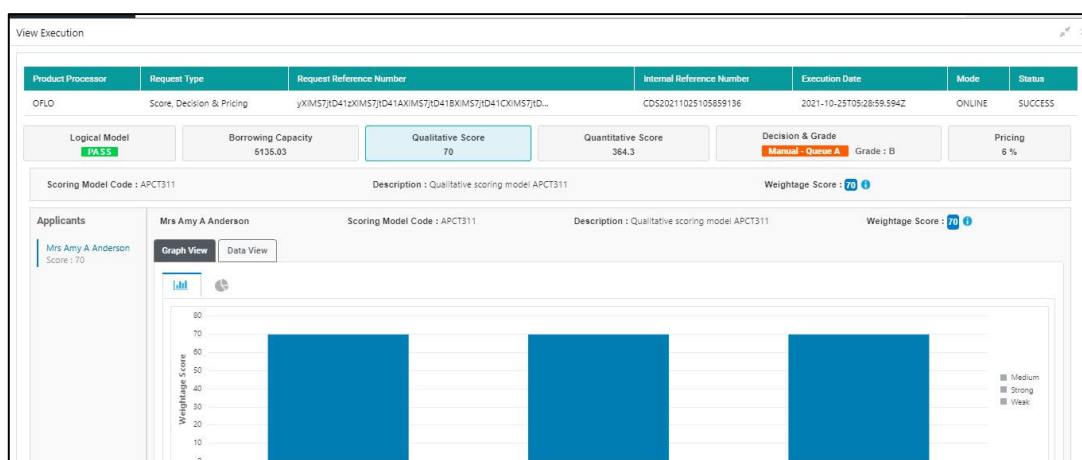 View Execution
Product Processor Request Type Request Reference Number Internal Reference Number Execution Date Mode Status
OFLO Score, Decision & Pricing yXIMS7JtD41zXIMS7JtD41AXIMS7JtD41BXIMS7JtD41CXIMS7JtD... CDS20211025105859136 2021-10-25T05:28:59.594Z ONLINE SUCCESS
Logical Model Borrowing Capacity Qualitative Score Quantitative Score Decision & Grade Pricing
PASS 5135.03 70 364.3 Manual - Queue A Grade : B 6 %
Scoring Model Code : APCT311 Description : Qualitative scoring model APCT311 Weightage Score : 70
Applicants Mrs Amy A Anderson Scoring Model Code : APCT311 Description : Qualitative scoring model APCT311 Weightage Score : 70
Mrs Amy A Anderson
Score : 70
Graph View Data View
80
70
60
50
40
30
20
10
0
Weightage Score
Medium
Strong
Weak